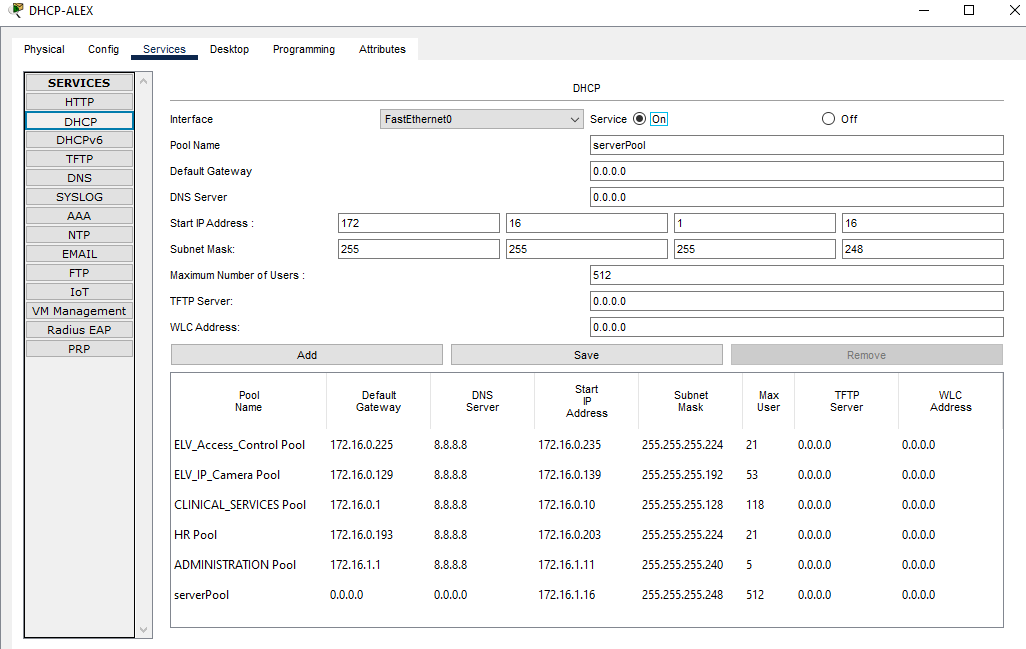 DHCP-ALEX
Physical Config Services Desktop Programming Attributes
SERVICES
HTTP
DHCP
DHCPv6
TFTP
DNS
SYSLOG
AAA
NTP
EMAIL
FTP
IoT
VM Management
Radius EAP
PRP
DHCP
Interface FastEthernet0 Service On Off
Pool Name serverPool
Default Gateway 0.0.0.0
DNS Server 0.0.0.0
Start IP Address : 172 16 1 16
Subnet Mask: 255 255 255 248
Maximum Number of Users : 512
TFTP Server: 0.0.0.0
WLC Address: 0.0.0.0
Add Save Remove
Pool Name Default Gateway DNS Server Start IP Address Subnet Mask Max User TFTP Server WLC Address
ELV_Access_Control Pool 172.16.0.225 8.8.8.8 172.16.0.235 255.255.255.224 21 0.0.0.0 0.0.0.0
ELV_IP_Camera Pool 172.16.0.129 8.8.8.8 172.16.0.139 255.255.255.192 53 0.0.0.0 0.0.0.0
CLINICAL_SERVICES Pool 172.16.0.1 8.8.8.8 172.16.0.10 255.255.255.128 118 0.0.0.0 0.0.0.0
HR Pool 172.16.0.193 8.8.8.8 172.16.0.203 255.255.255.224 21 0.0.0.0 0.0.0.0
ADMINISTRATION Pool 172.16.1.1 8.8.8.8 172.16.1.11 255.255.255.240 5 0.0.0.0 0.0.0.0
serverPool 0.0.0.0 0.0.0.0 172.16.1.16 255.255.255.248 512 0.0.0.0 0.0.0.0